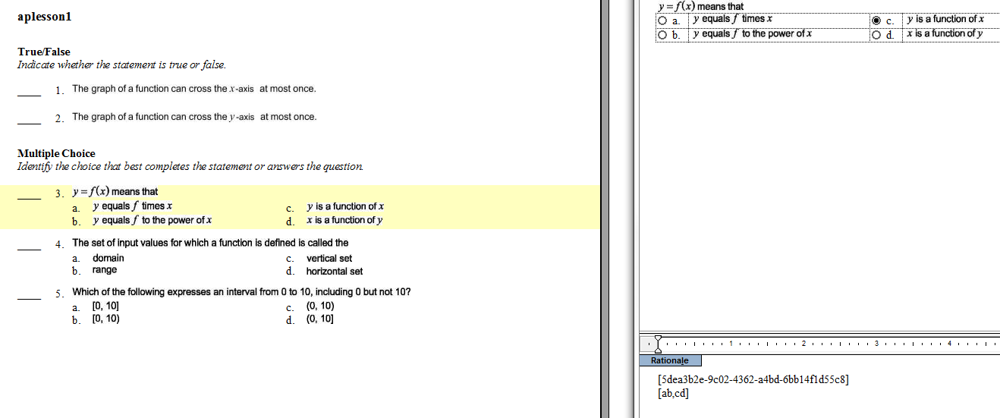 aplesson1
True/False
Indicate whether the statement is true or false.
____ 1. The graph of a function can cross the x-axis at most once.
____ 2. The graph of a function can cross the y-axis at most once.
Multiple Choice
Identify the choice that best completes the statement or answers the question.
____ 3. y = f(x) means that
a. y equals f times x c. y is a function of x
b. y equals f to the power of x d. x is a function of y
____ 4. The set of input values for which a function is defined is called the
a. domain c. vertical set
b. range d. horizontal set
____ 5. Which of the following expresses an interval from 0 to 10, including 0 but not 10?
a. [0, 10] c. (0, 10)
b. [0, 10) d. (0, 10]
y = f(x) means that
a. y equals f times x c. y is a function of x
b. y equals f to the power of x d. x is a function of y
1 2 3 4
Rationale
[5dea3b2e-9c02-4362-a4bd-6bb14f1d55c8]
[ab,cd]